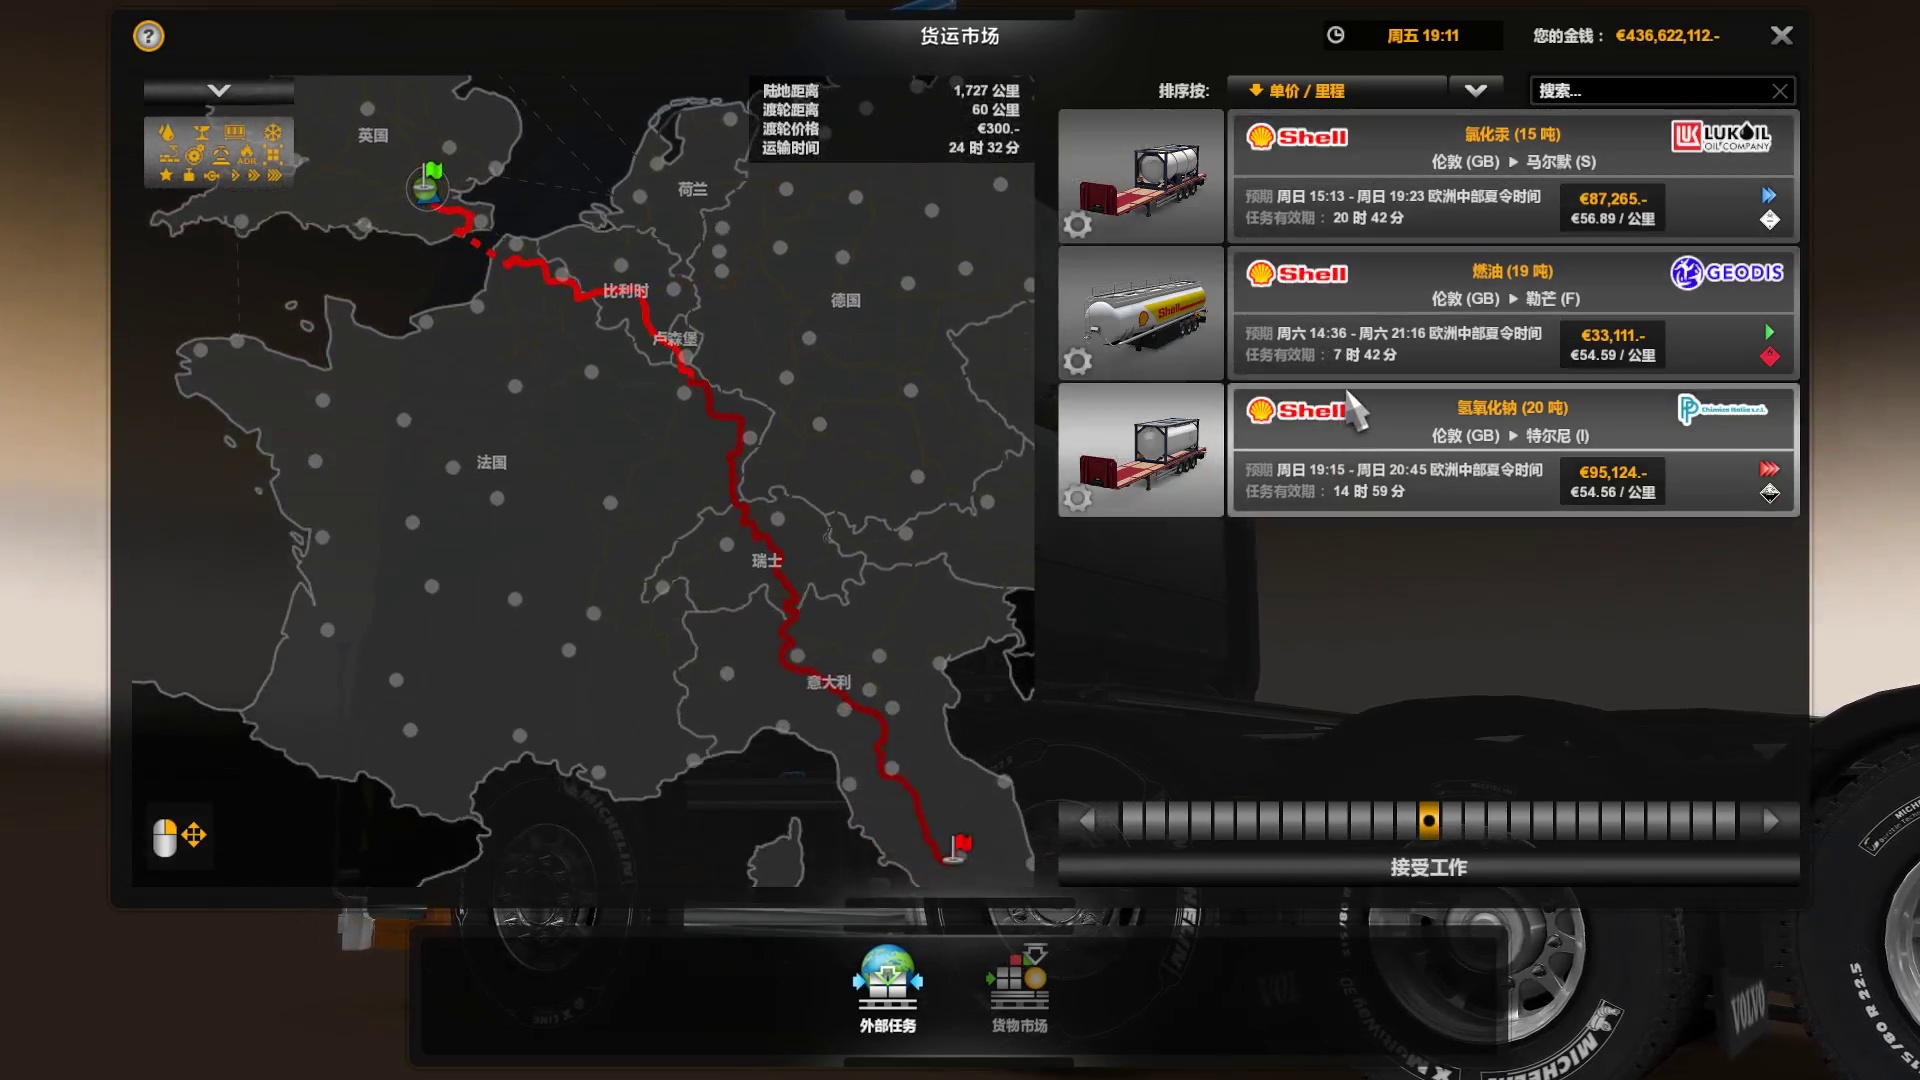 货运市场
周五 19:11
您的金钱： €436,622,112.-
陆地距离 1,727 公里
渡轮距离 60 公里
渡轮价格 €300.-
运输时间 24 时 32 分
英国
荷兰
比利时
卢森堡
德国
法国
瑞士
意大利
ADR
排序按:
单价 / 里程
搜索...
Shell
氯化汞 (15 吨)
LUKOIL
OIL COMPANY
伦敦 (GB) ▶ 马尔默 (S)
预期 周日 15:13 - 周日 19:23 欧洲中部夏令时间
任务有效期： 20 时 42 分
€87,265.-
€56.89 / 公里
Shell
燃油 (19 吨)
GEODIS
伦敦 (GB) ▶ 勒芒 (F)
预期 周六 14:36 - 周六 21:16 欧洲中部夏令时间
任务有效期： 7 时 42 分
€33,111.-
€54.59 / 公里
Shell
Shell
氢氧化钠 (20 吨)
Chimica Italia s.r.l.
伦敦 (GB) ▶ 特尔尼 (I)
预期 周日 19:15 - 周日 20:45 欧洲中部夏令时间
任务有效期： 14 时 59 分
€95,124.-
€54.56 / 公里
接受工作
外部任务
货物市场
MICHELIN
VOLVO
MICHELIN